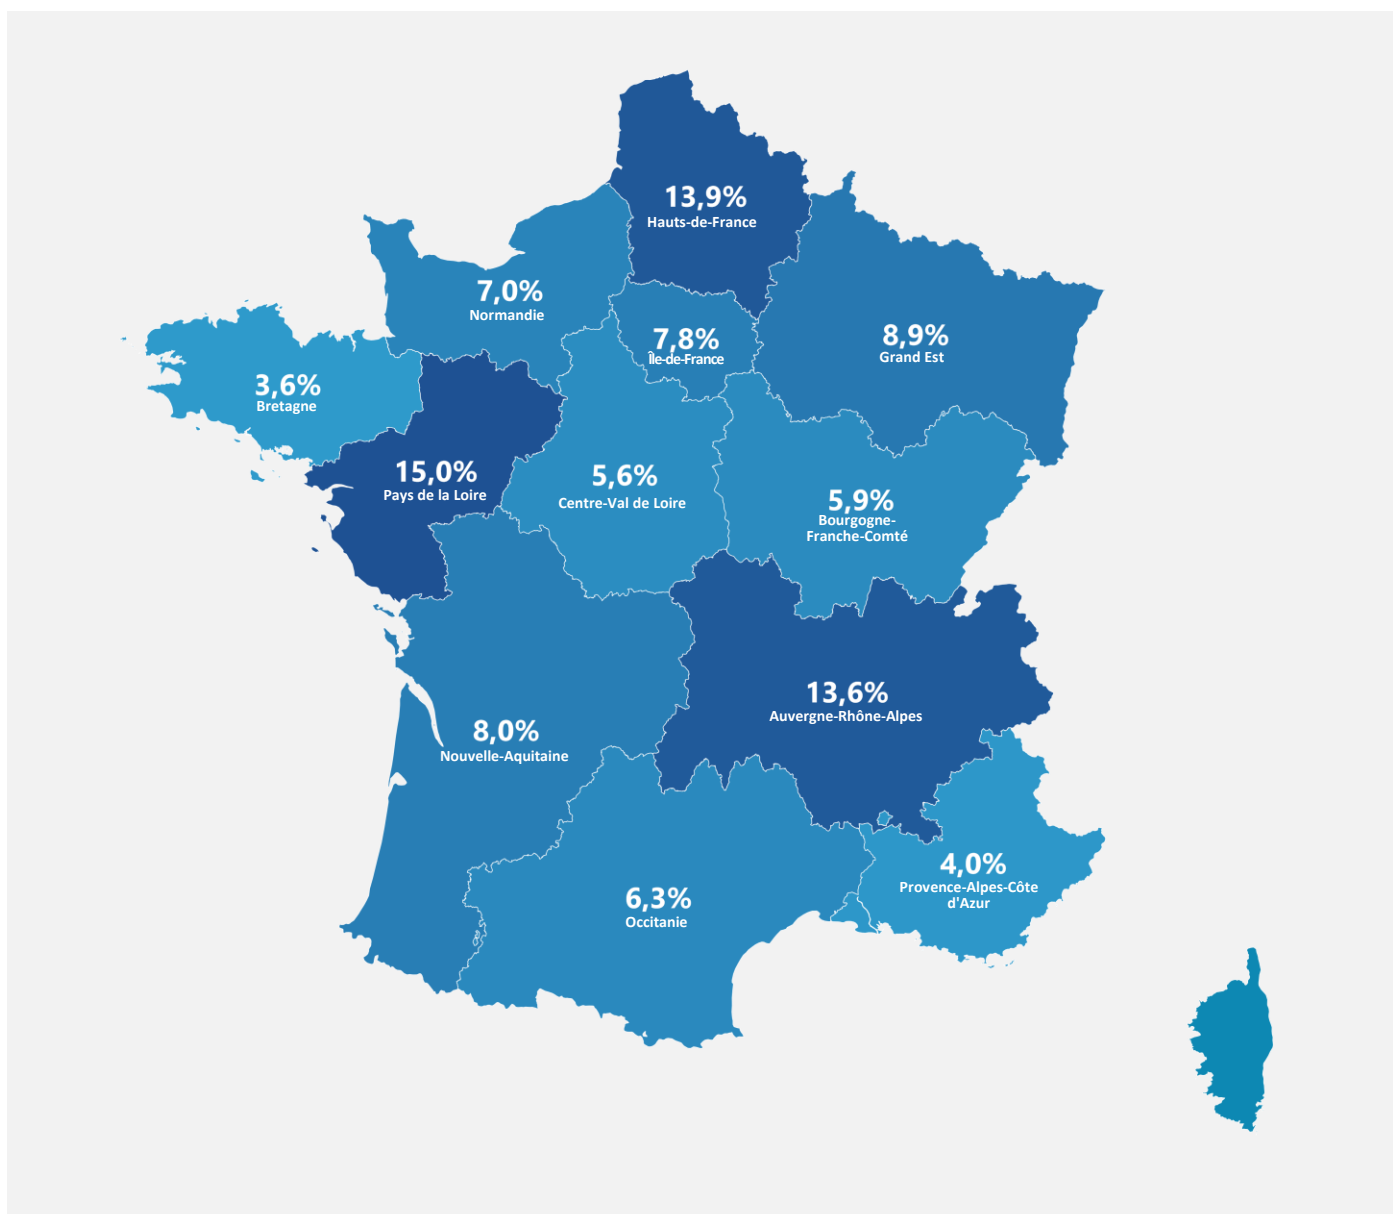 13,9%
Hauts-de-France
7,0%
Normandie
7,8%
Île-de-France
8,9%
Grand Est
3,6%
Bretagne
15,0%
Pays de la Loire
5,6%
Centre-Val de Loire
5,9%
Bourgogne-
Franche-Comté
13,6%
Auvergne-Rhône-Alpes
8,0%
Nouvelle-Aquitaine
4,0%
Provence-Alpes-Côte
d'Azur
6,3%
Occitanie